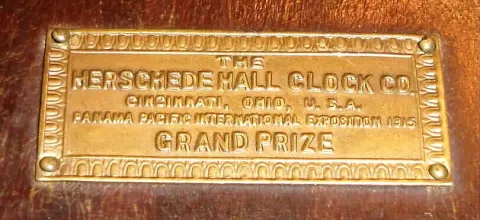 THE
HERSCHEDE HALL CLOCK CO.
CINCINNATI, OHIO, U.S.A.
PANAMA PACIFIC INTERNATIONAL EXPOSITION 1915
GRAND PRIZE